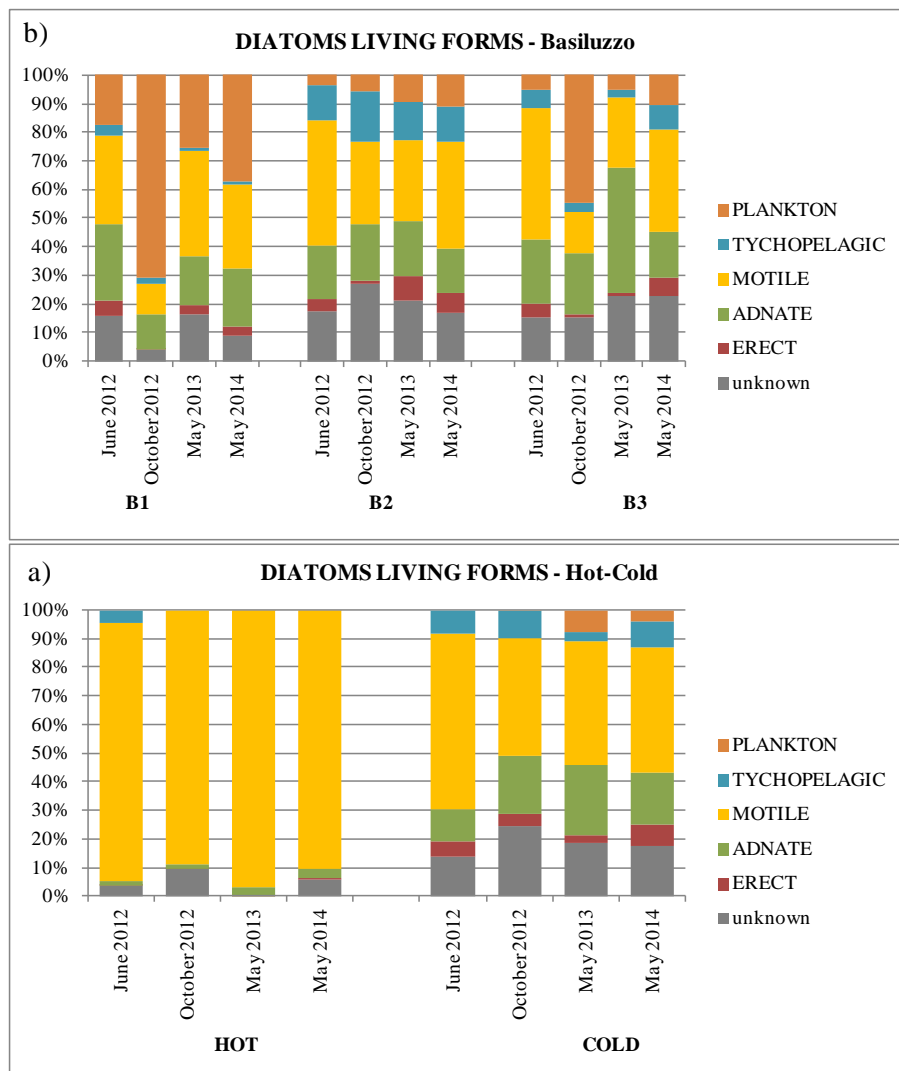 b)
DIATOMS LIVING FORMS - Basiluzzo
100%
90%
80%
70%
60%
50%
40%
30%
20%
10%
0%
June 2012
October 2012
May 2013
May 2014
June 2012
October 2012
May 2013
May 2014
June 2012
October 2012
May 2013
May 2014
B1
B2
B3
PLANKTON
TYCHOPELAGIC
MOTILE
ADNATE
ERECT
unknown
a)
DIATOMS LIVING FORMS - Hot-Cold
100%
90%
80%
70%
60%
50%
40%
30%
20%
10%
0%
June 2012
October 2012
May 2013
May 2014
June 2012
October 2012
May 2013
May 2014
HOT
COLD
PLANKTON
TYCHOPELAGIC
MOTILE
ADNATE
ERECT
unknown